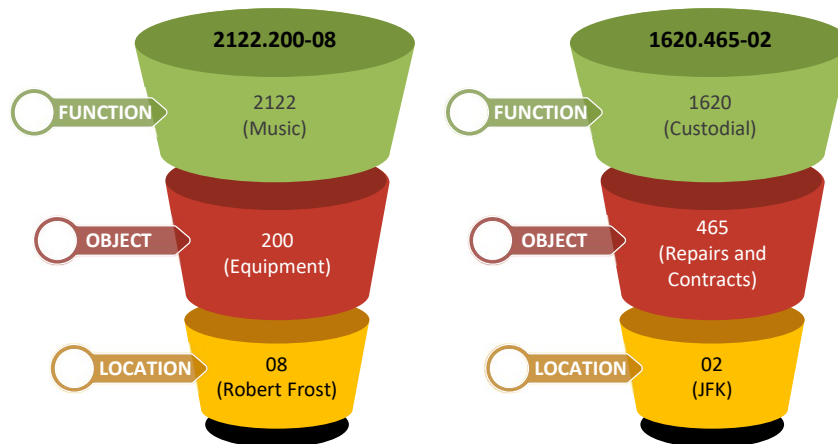 2122.200-08
FUNCTION
2122
(Music)
OBJECT
200
(Equipment)
LOCATION
08
(Robert Frost)
1620.465-02
FUNCTION
1620
(Custodial)
OBJECT
465
(Repairs and
Contracts)
LOCATION
02
(JFK)